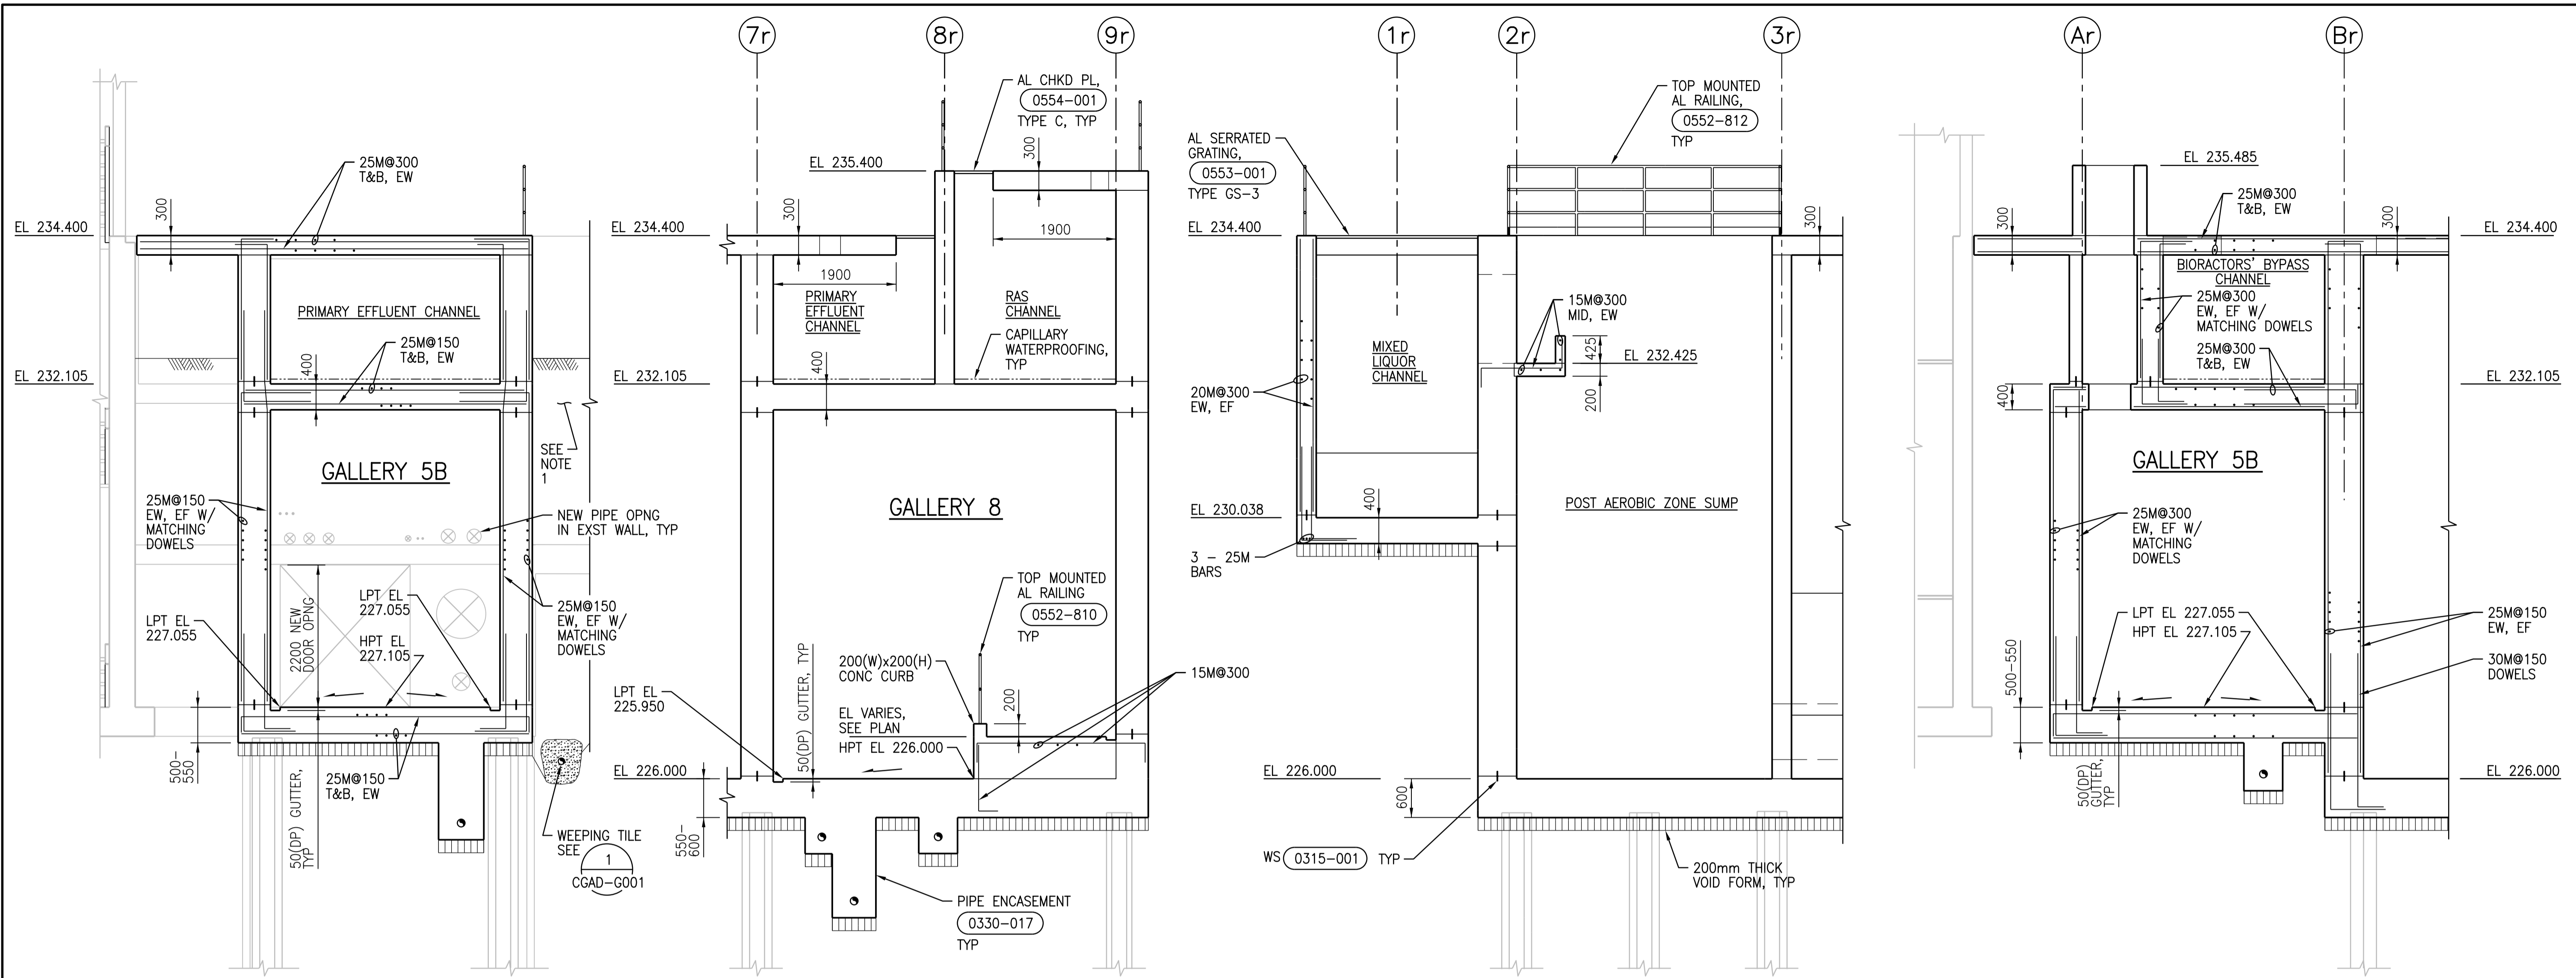 7r
8r
9r
1r
2r
3r
Ar
Br
25M@300
T&B, EW
EL 234.400
300
PRIMARY EFFLUENT CHANNEL
25M@150
T&B, EW
400
EL 232.105
SEE
NOTE
1
GALLERY 5B
25M@150
EW, EF W/
MATCHING
DOWELS
NEW PIPE OPNG
IN EXST WALL, TYP
2200 NEW
DOOR OPNG
LPT EL
227.055
LPT EL
227.055
HPT EL
227.105
25M@150
EW, EF W/
MATCHING
DOWELS
500-
550
25M@150
T&B, EW
50(DP) GUTTER,
TYP
WEEPING TILE
SEE
1
CGAD-G001
AL CHKD PL,
0554-001
TYPE C, TYP
EL 235.400
300
EL 234.400
300
1900
1900
PRIMARY
EFFLUENT
CHANNEL
RAS
CHANNEL
CAPILLARY
WATERPROOFING,
TYP
400
EL 232.105
GALLERY 8
TOP MOUNTED
AL RAILING
0552-810
TYP
200(W)x200(H)
CONC CURB
50(DP) GUTTER, TYP
LPT EL
225.950
EL VARIES,
SEE PLAN
HPT EL 226.000
200
15M@300
EL 226.000
550-
600
PIPE ENCASEMENT
0330-017
TYP
TOP MOUNTED
AL RAILING,
0552-812
TYP
AL SERRATED
GRATING,
0553-001
TYPE GS-3
EL 234.400
300
15M@300
MID, EW
MIXED
LIQUOR
CHANNEL
425
EL 232.425
200
20M@300
EW, EF
400
EL 230.038
POST AEROBIC ZONE SUMP
3 - 25M
BARS
EL 226.000
600
WS 0315-001 TYP
200mm THICK
VOID FORM, TYP
EL 235.485
25M@300
T&B, EW
300
300
EL 234.400
BIORACTORS' BYPASS
CHANNEL
25M@300
EW, EF W/
MATCHING DOWELS
25M@300
T&B, EW
EL 232.105
400
GALLERY 5B
25M@300
EW, EF W/
MATCHING
DOWELS
LPT EL 227.055
HPT EL 227.105
25M@150
EW, EF
30M@150
DOWELS
500-550
50(DP)
GUTTER,
TYP
EL 226.000